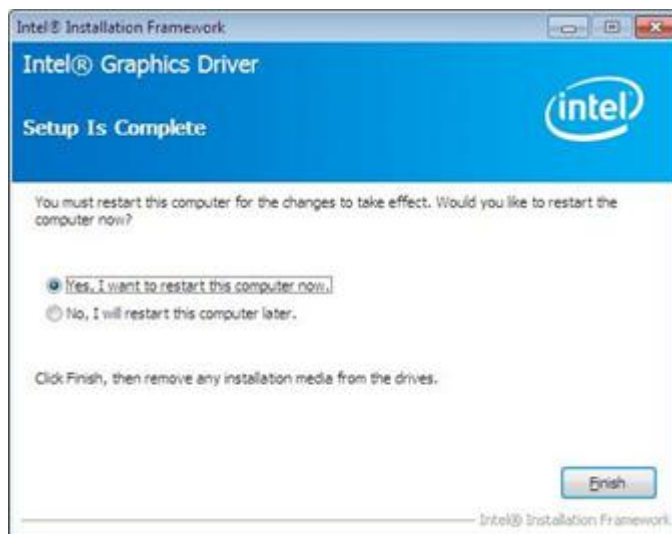 Intel® Installation Framework
Intel® Graphics Driver
Setup Is Complete
intel
You must restart this computer for the changes to take effect. Would you like to restart the
computer now?
Yes, I want to restart this computer now.
No, I will restart this computer later.
Click Finish, then remove any installation media from the drives.
Finish
Intel® Installation Framework